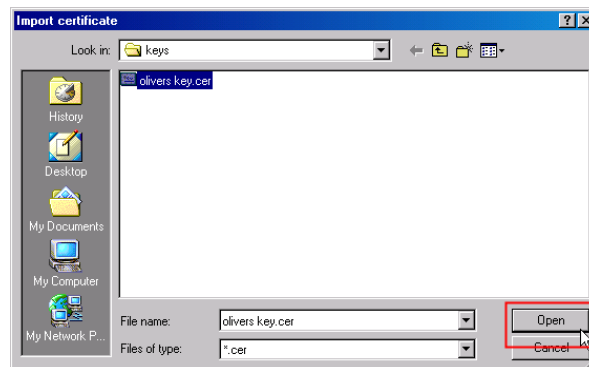 Import certificate
Look in: keys
olivers key.cer
History
Desktop
My Documents
My Computer
My Network P...
File name: olivers key.cer
Open
Files of type: *.cer
Cancel